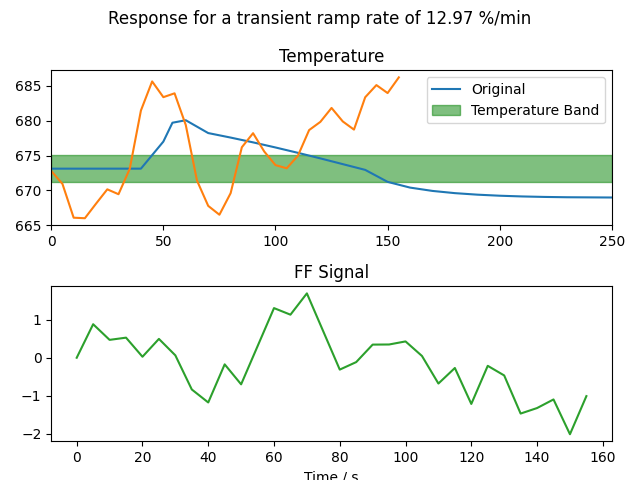 Response for a transient ramp rate of 12.97 %/min
Temperature
685
680
675
670
665
Original
Temperature Band
0 50 100 150 200 250
FF Signal
1
0
−1
−2
0 20 40 60 80 100 120 140 160
Time / s